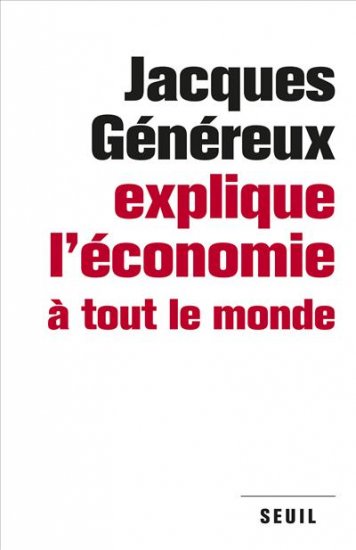 Jacques
Généreux
explique
l'économie
à tout le monde
SEUIL